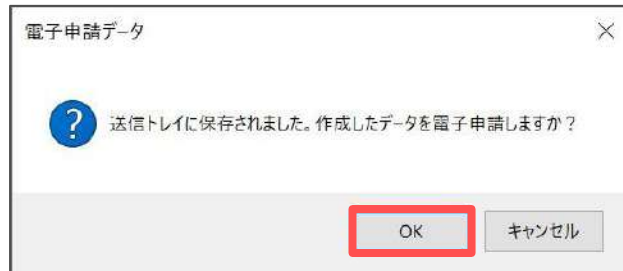 電子申請データ
送信トレイに保存されました。作成したデータを電子申請しますか？
OK
キャンセル